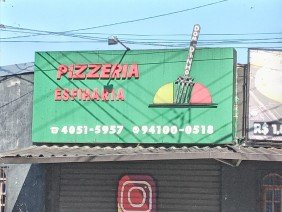 PIZZERIA
ESFIHARIA
4051-5957 94100-0518
R$